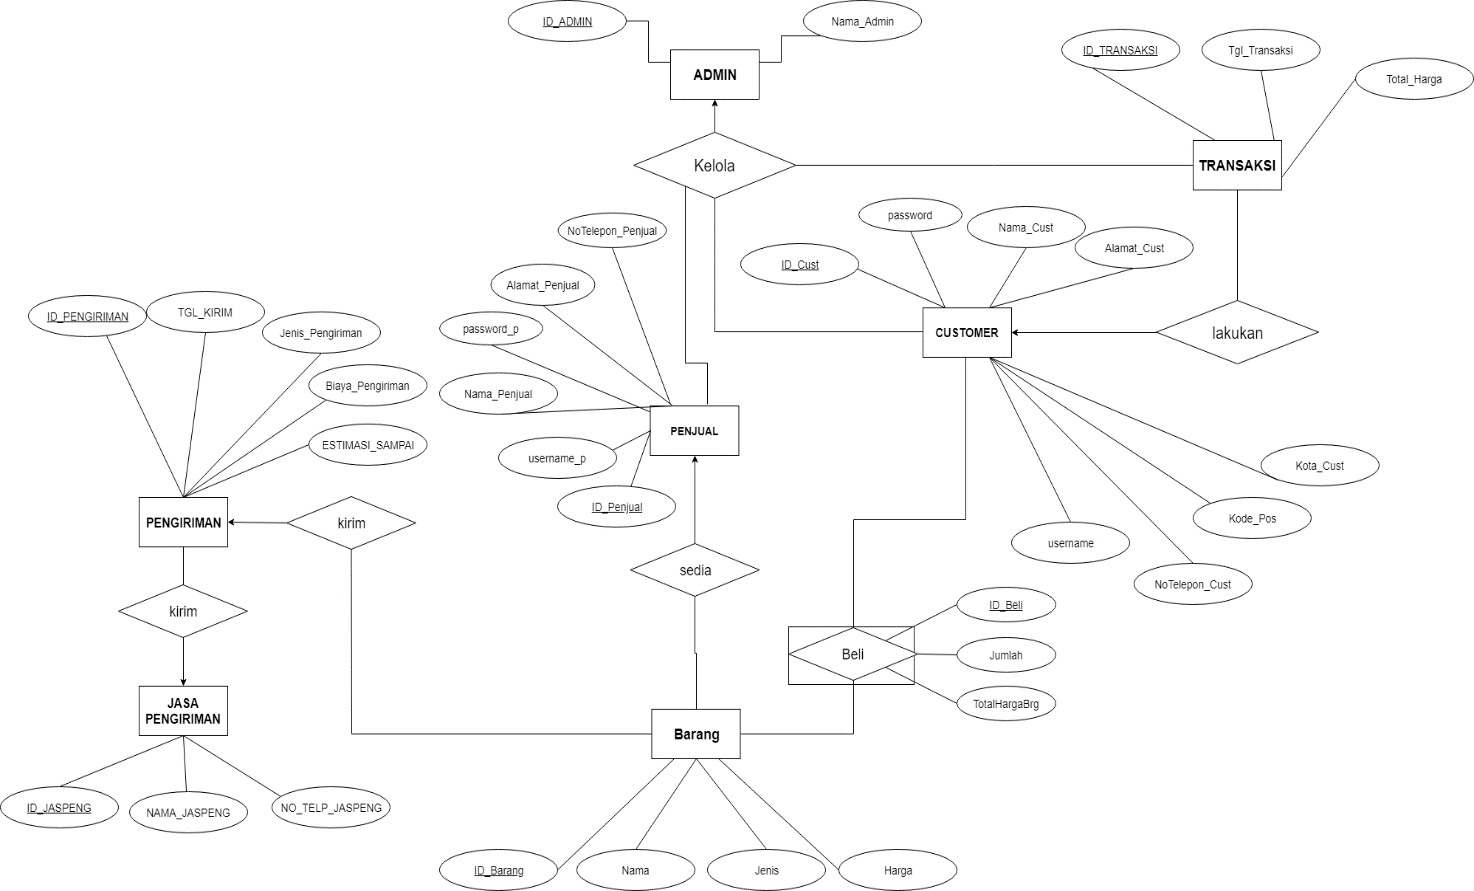 ID_ADMIN
Nama_Admin
ADMIN
ID_TRANSAKSI
Tgl_Transaksi
Total_Harga
TRANSAKSI
Kelola
password
Nama_Cust
Alamat_Cust
ID_Cust
CUSTOMER
lakukan
NoTelepon_Penjual
Alamat_Penjual
password_p
Nama_Penjual
username_p
ID_Penjual
PENJUAL
ID_PENGIRIMAN
TGL_KIRIM
Jenis_Pengiriman
Biaya_Pengiriman
ESTIMASI_SAMPAI
PENGIRIMAN
kirim
kirim
sedia
Kota_Cust
Kode_Pos
username
NoTelepon_Cust
ID_Beli
Jumlah
TotalHargaBrg
Beli
JASA
PENGIRIMAN
Barang
ID_JASPENG
NAMA_JASPENG
NO_TELP_JASPENG
ID_Barang
Nama
Jenis
Harga